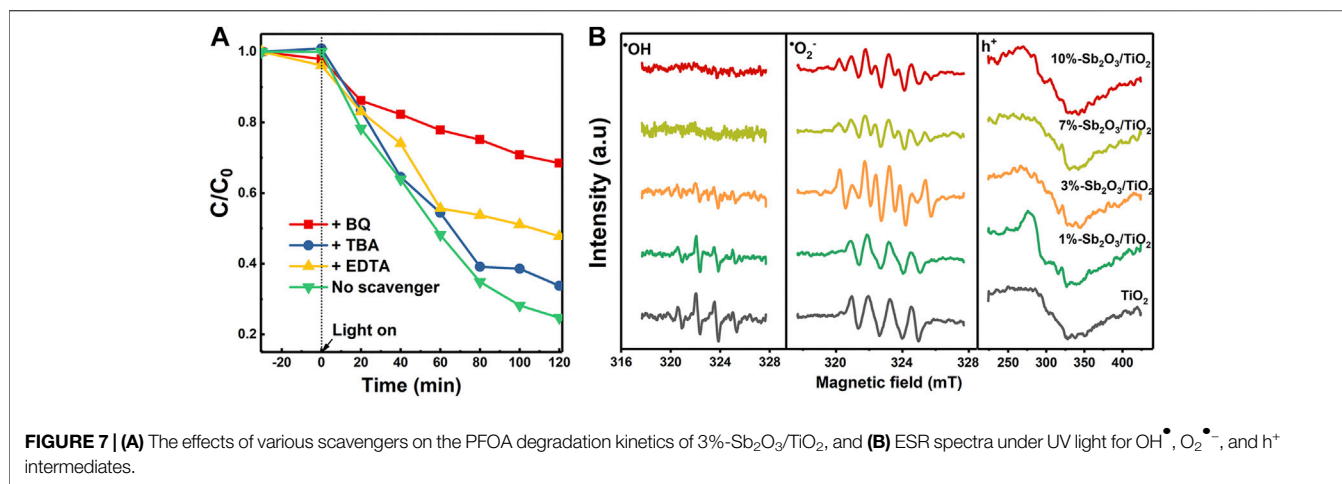 A
C/C₀
1.0
0.8
0.6
0.4
0.2
+ BQ
+ TBA
+ EDTA
No scavenger
Light on
-20 0 20 40 60 80 100 120
Time (min)
B
Intensity (a.u)
•OH
•O₂⁻
h⁺
10%-Sb₂O₃/TiO₂
7%-Sb₂O₃/TiO₂
3%-Sb₂O₃/TiO₂
1%-Sb₂O₃/TiO₂
TiO₂
316 320 324 328
320 324 328
250 300 350 400
Magnetic field (mT)
FIGURE 7 | (A) The effects of various scavengers on the PFOA degradation kinetics of 3%-Sb₂O₃/TiO₂, and (B) ESR spectra under UV light for OH•, O₂•−, and h⁺
intermediates.